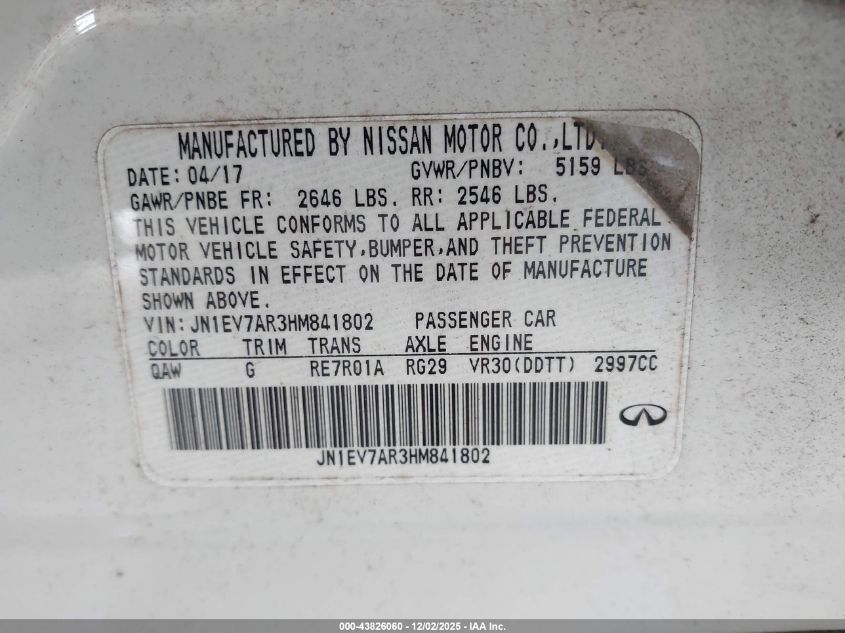 MANUFACTURED BY NISSAN MOTOR CO.,LTD.
DATE: 04/17 GVWR/PNBV: 5159 LBS
GAWR/PNBE FR: 2646 LBS. RR: 2546 LBS.
THIS VEHICLE CONFORMS TO ALL APPLICABLE FEDERAL
MOTOR VEHICLE SAFETY,BUMPER,AND THEFT PREVENTION
STANDARDS IN EFFECT ON THE DATE OF MANUFACTURE
SHOWN ABOVE.
VIN: JN1EV7AR3HM841802 PASSENGER CAR
COLOR TRIM TRANS AXLE ENGINE
QAW G RE7R01A RG29 VR30(DDTT) 2997CC
JN1EV7AR3HM841802
000-43826060 - 12/02/2025 - IAA Inc.